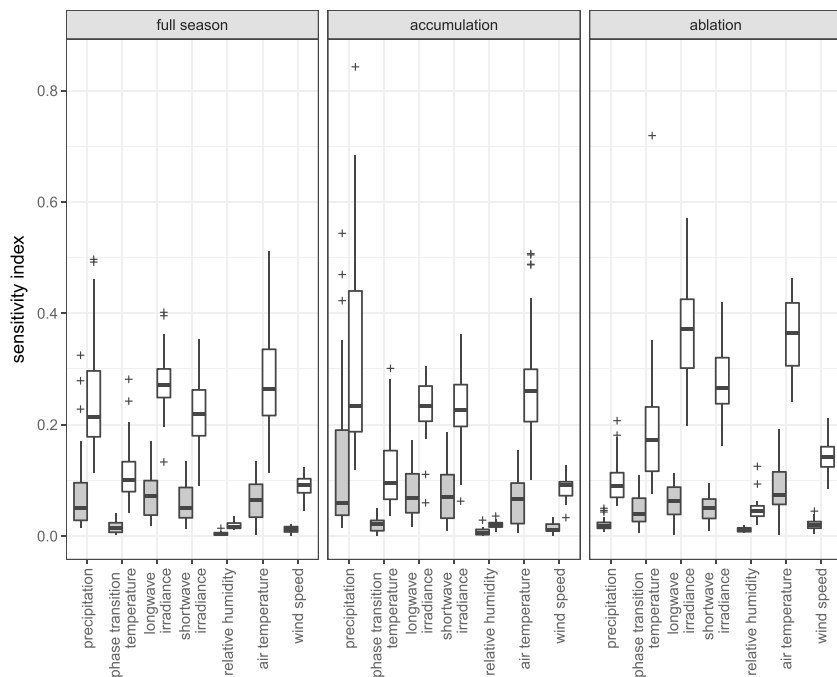 full season
accumulation
ablation
sensitivity index
0.8
0.6
0.4
0.2
0.0
precipitation
phase transition
temperature
longwave
irradiance
shortwave
irradiance
relative humidity
air temperature
wind speed
precipitation
phase transition
temperature
longwave
irradiance
shortwave
irradiance
relative humidity
air temperature
wind speed
precipitation
phase transition
temperature
longwave
irradiance
shortwave
irradiance
relative humidity
air temperature
wind speed